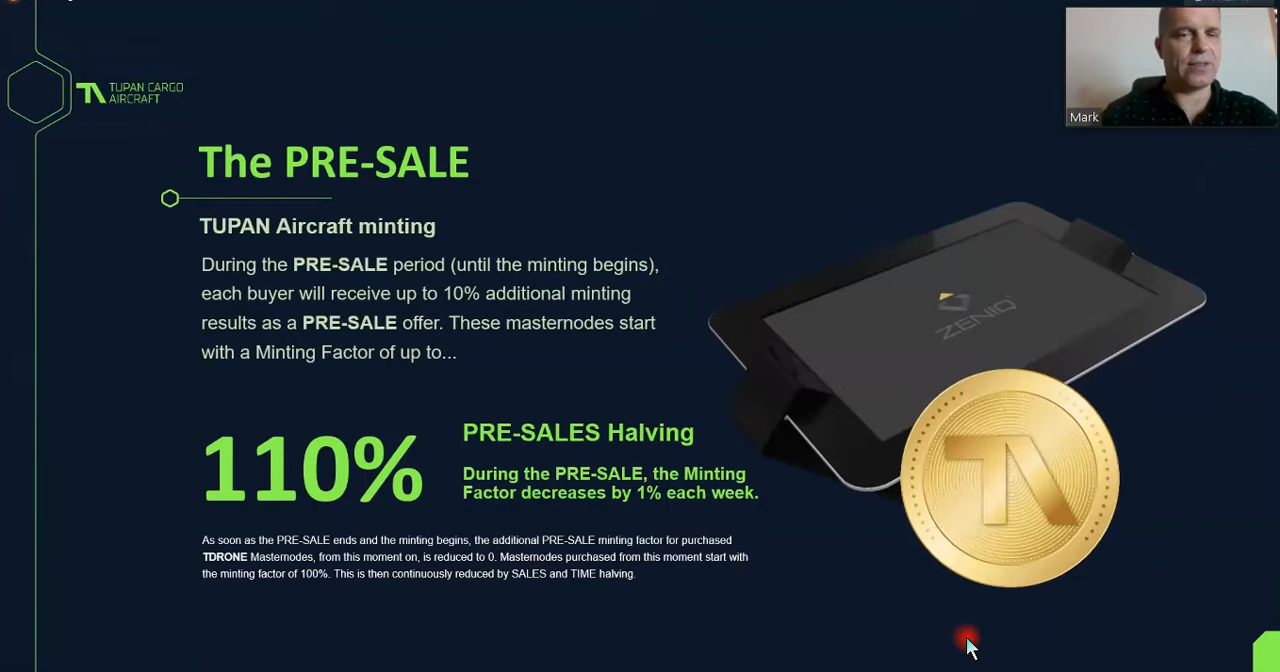 TUPAN CARGO
AIRCRAFT
Mark
The PRE-SALE
TUPAN Aircraft minting
During the PRE-SALE period (until the minting begins),
each buyer will receive up to 10% additional minting
results as a PRE-SALE offer. These masternodes start
with a Minting Factor of up to...
ZENIQ
110%
PRE-SALES Halving
During the PRE-SALE, the Minting
Factor decreases by 1% each week.
As soon as the PRE-SALE ends and the minting begins, the additional PRE-SALE minting factor for purchased
TDRONE Masternodes, from this moment on, is reduced to 0. Masternodes purchased from this moment start with
the minting factor of 100%. This is then continuously reduced by SALES and TIME halving.